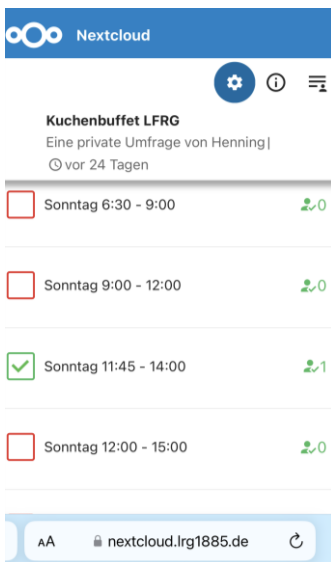 Nextcloud
Kuchenbuffet LFRG
Eine private Umfrage von Henning|
vor 24 Tagen
Sonntag 6:30 - 9:00 0
Sonntag 9:00 - 12:00 0
Sonntag 11:45 - 14:00 1
Sonntag 12:00 - 15:00 0
AA nextcloud.lrg1885.de